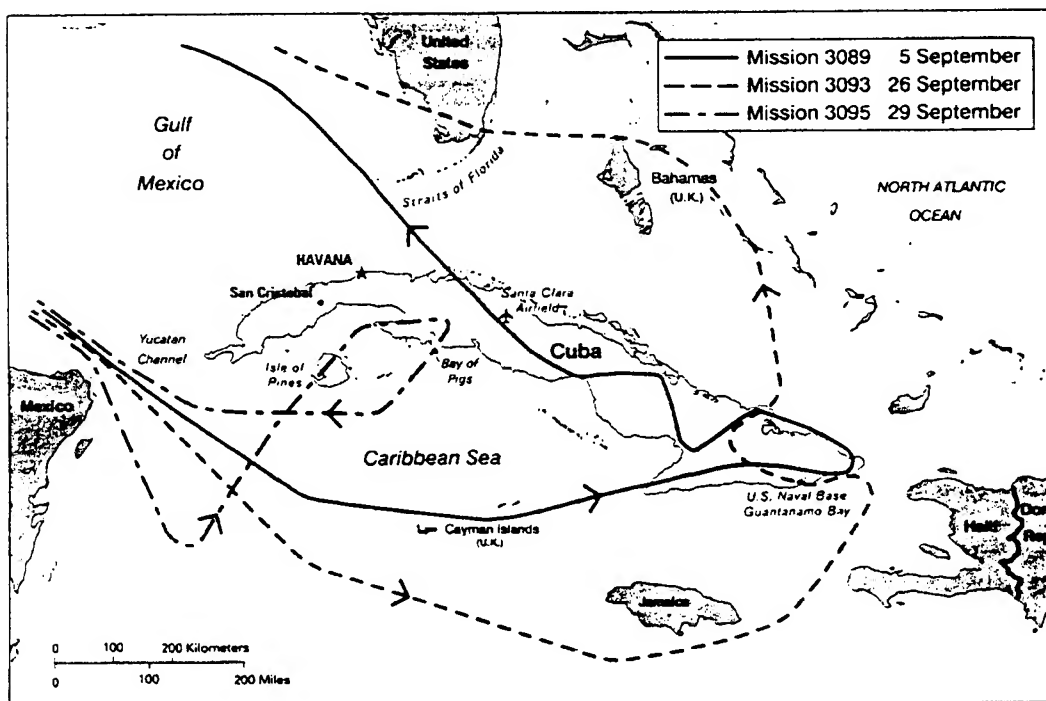 United
States
Mission 3089 5 September
Mission 3093 26 September
Mission 3095 29 September
Gulf
of
Mexico
Straits of Florida
Bahamas
(U.K.)
NORTH ATLANTIC
OCEAN
HAVANA
San Cristobal
Santa Clara
Airfield
Yucatan
Channel
Cuba
Isle of
Pines
Bay of
Pigs
Mexico
Caribbean Sea
U.S. Naval Base
Guantanamo Bay
Cayman Islands
(U.K.)
Haiti
Dom
Rep
Jamaica
0 100 200 Kilometers
0 100 200 Miles